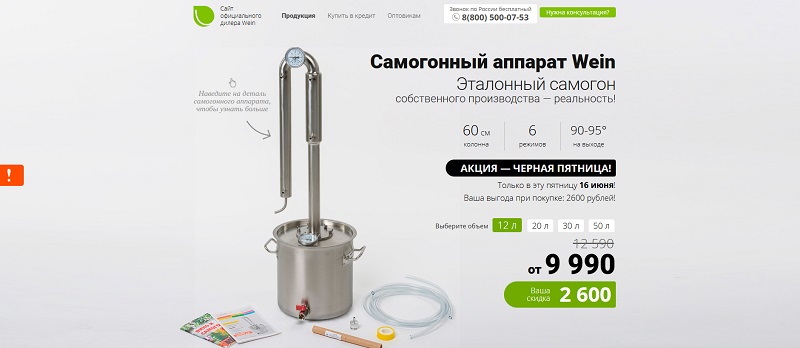 Сайт
официального
дилера Wein
Продукция
Купить в кредит
Оптовикам
Звонок по России бесплатный
8(800) 500-07-53
Нужна консультация?
Самогонный аппарат Wein
Эталонный самогон
собственного производства — реальность!
Наведите на детали
самогонного аппарата,
чтобы узнать больше
60 см
колонна
6
режимов
90-95°
на выходе
АКЦИЯ — ЧЕРНАЯ ПЯТНИЦА!
Только в эту пятницу 16 июня!
Ваша выгода при покупке: 2600 рублей!
!
Выберите объем 12 л 20 л 30 л 50 л
12 590
от 9 990
Ваша
скидка
2 600